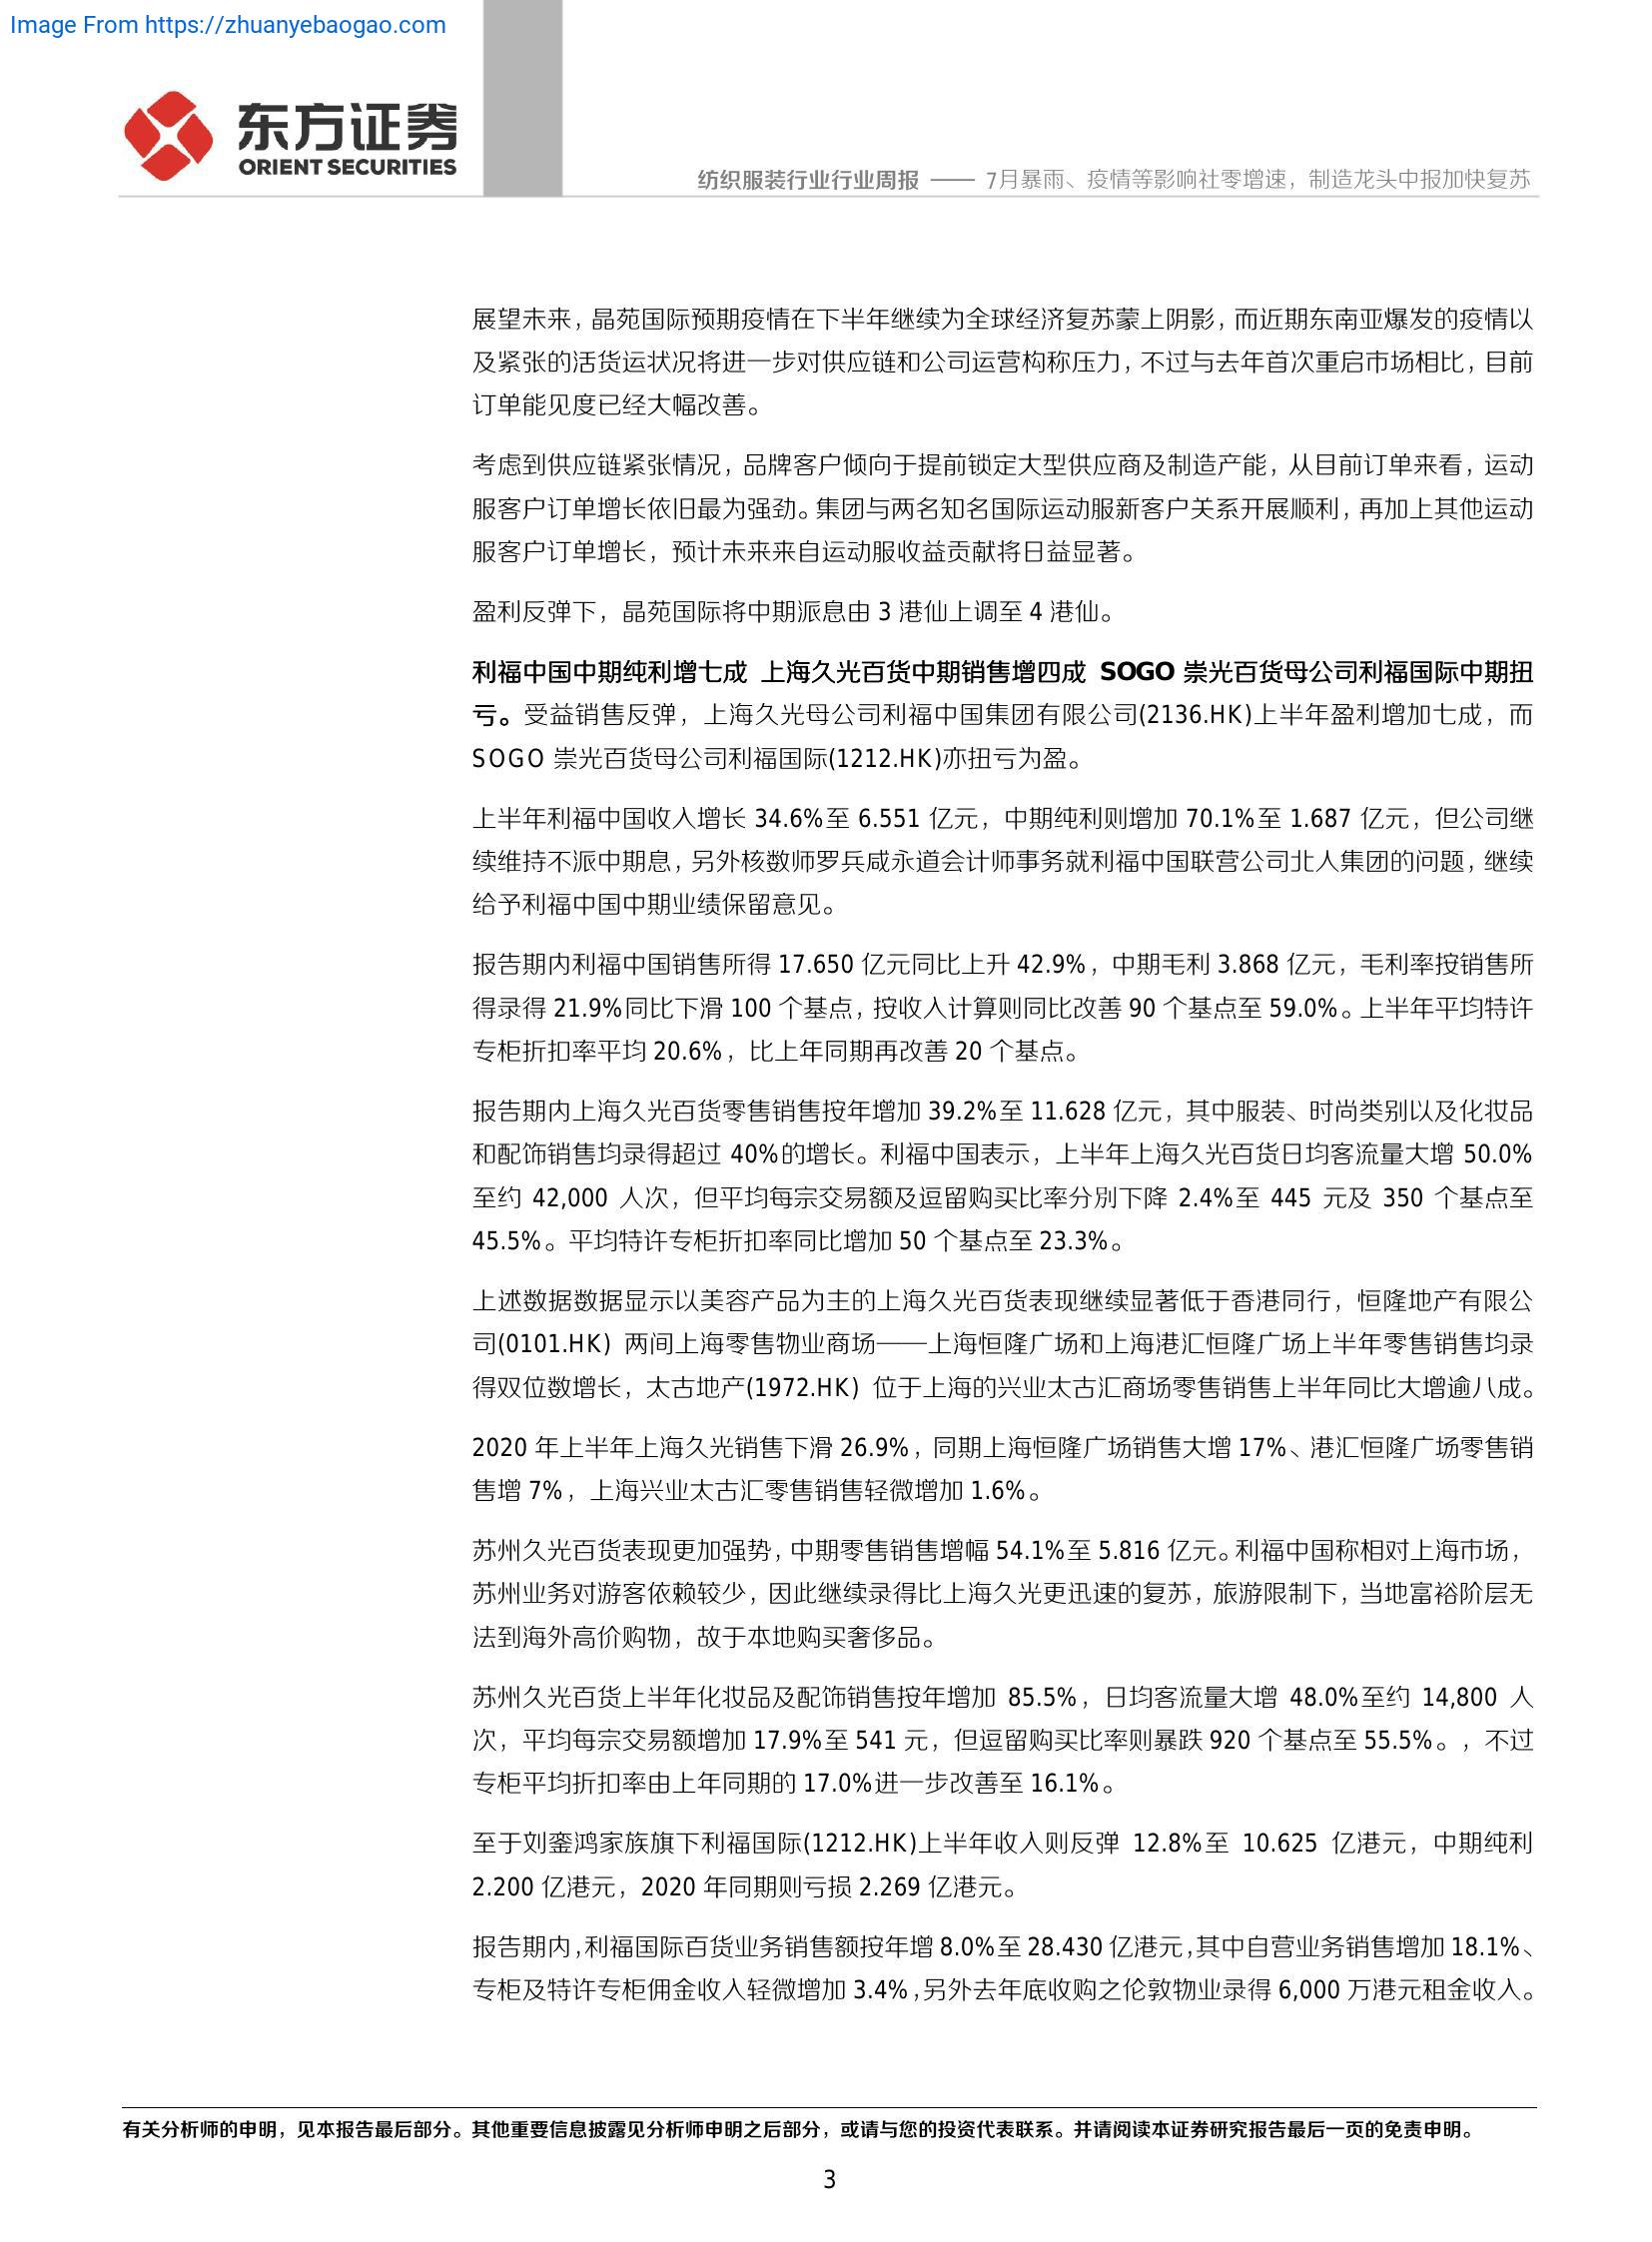 Image From https://zhuanyebaogao.com
东方证券
ORIENT SECURITIES
纺织服装行业行业周报 —— 7月暴雨、疫情等影响社零增速，制造龙头中报加快复苏
展望未来，晶苑国际预期疫情在下半年继续为全球经济复苏蒙上阴影，而近期东南亚爆发的疫情以
及紧张的活货运状况将进一步对供应链和公司运营构称压力，不过与去年首次重启市场相比，目前
订单能见度已经大幅改善。
考虑到供应链紧张情况，品牌客户倾向于提前锁定大型供应商及制造产能，从目前订单来看，运动
服客户订单增长依旧最为强劲。集团与两名知名国际运动服新客户关系开展顺利，再加上其他运动
服客户订单增长，预计未来来自运动服收益贡献将日益显著。
盈利反弹下，晶苑国际将中期派息由 3 港仙上调至 4 港仙。
利福中国中期纯利增七成 上海久光百货中期销售增四成 SOGO 崇光百货母公司利福国际中期扭
亏。受益销售反弹，上海久光母公司利福中国集团有限公司(2136.HK)上半年盈利增加七成，而
SOGO 崇光百货母公司利福国际(1212.HK)亦扭亏为盈。
上半年利福中国收入增长 34.6%至 6.551 亿元，中期纯利则增加 70.1%至 1.687 亿元，但公司继
续维持不派中期息，另外核数师罗兵咸永道会计师事务就利福中国联营公司北人集团的问题，继续
给予利福中国中期业绩保留意见。
报告期内利福中国销售所得 17.650 亿元同比上升 42.9%，中期毛利 3.868 亿元，毛利率按销售所
得录得 21.9%同比下滑 100 个基点，按收入计算则同比改善 90 个基点至 59.0%。上半年平均特许
专柜折扣率平均 20.6%，比上年同期再改善 20 个基点。
报告期内上海久光百货零售销售按年增加 39.2%至 11.628 亿元，其中服装、时尚类别以及化妆品
和配饰销售均录得超过 40%的增长。利福中国表示，上半年上海久光百货日均客流量大增 50.0%
至约 42,000 人次，但平均每宗交易额及逗留购买比率分別下降 2.4%至 445 元及 350 个基点至
45.5%。平均特许专柜折扣率同比增加 50 个基点至 23.3%。
上述数据数据显示以美容产品为主的上海久光百货表现继续显著低于香港同行，恒隆地产有限公
司(0101.HK) 两间上海零售物业商场——上海恒隆广场和上海港汇恒隆广场上半年零售销售均录
得双位数增长，太古地产(1972.HK) 位于上海的兴业太古汇商场零售销售上半年同比大增逾八成。
2020 年上半年上海久光销售下滑 26.9%，同期上海恒隆广场销售大增 17%、港汇恒隆广场零售销
售增 7%，上海兴业太古汇零售销售轻微增加 1.6%。
苏州久光百货表现更加强势，中期零售销售增幅 54.1%至 5.816 亿元。利福中国称相对上海市场，
苏州业务对游客依赖较少，因此继续录得比上海久光更迅速的复苏，旅游限制下，当地富裕阶层无
法到海外高价购物，故于本地购买奢侈品。
苏州久光百货上半年化妆品及配饰销售按年增加 85.5%，日均客流量大增 48.0%至约 14,800 人
次，平均每宗交易额增加 17.9%至 541 元，但逗留购买比率则暴跌 920 个基点至 55.5%。，不过
专柜平均折扣率由上年同期的 17.0%进一步改善至 16.1%。
至于刘銮鸿家族旗下利福国际(1212.HK)上半年收入则反弹 12.8%至 10.625 亿港元，中期纯利
2.200 亿港元，2020 年同期则亏损 2.269 亿港元。
报告期内，利福国际百货业务销售额按年增 8.0%至 28.430 亿港元，其中自营业务销售增加 18.1%、
专柜及特许专柜佣金收入轻微增加 3.4%，另外去年底收购之伦敦物业录得 6,000 万港元租金收入。
有关分析师的申明，见本报告最后部分。其他重要信息披露见分析师申明之后部分，或请与您的投资代表联系。并请阅读本证券研究报告最后一页的免责申明。
3